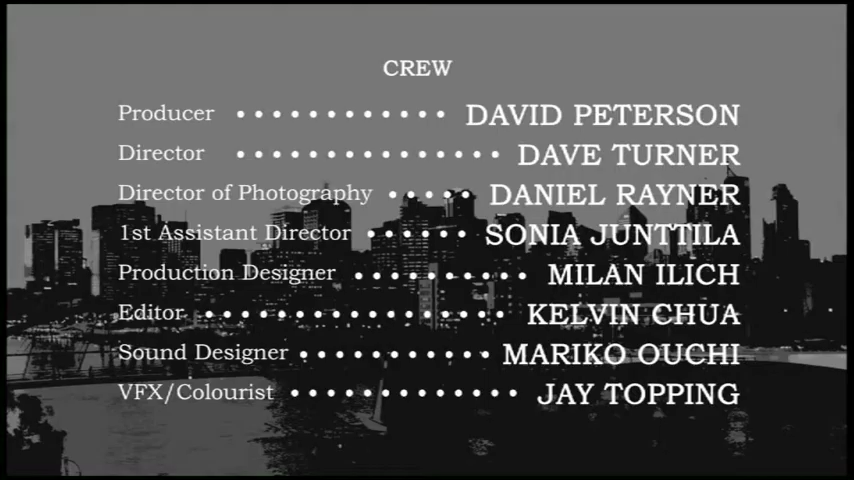 CREW
Producer ............ DAVID PETERSON
Director ............... DAVE TURNER
Director of Photography ..... DANIEL RAYNER
1st Assistant Director ...... SONIA JUNTTILA
Production Designer .......... MILAN ILICH
Editor ................. KELVIN CHUA
Sound Designer ............ MARIKO OUCHI
VFX/Colourist ............... JAY TOPPING